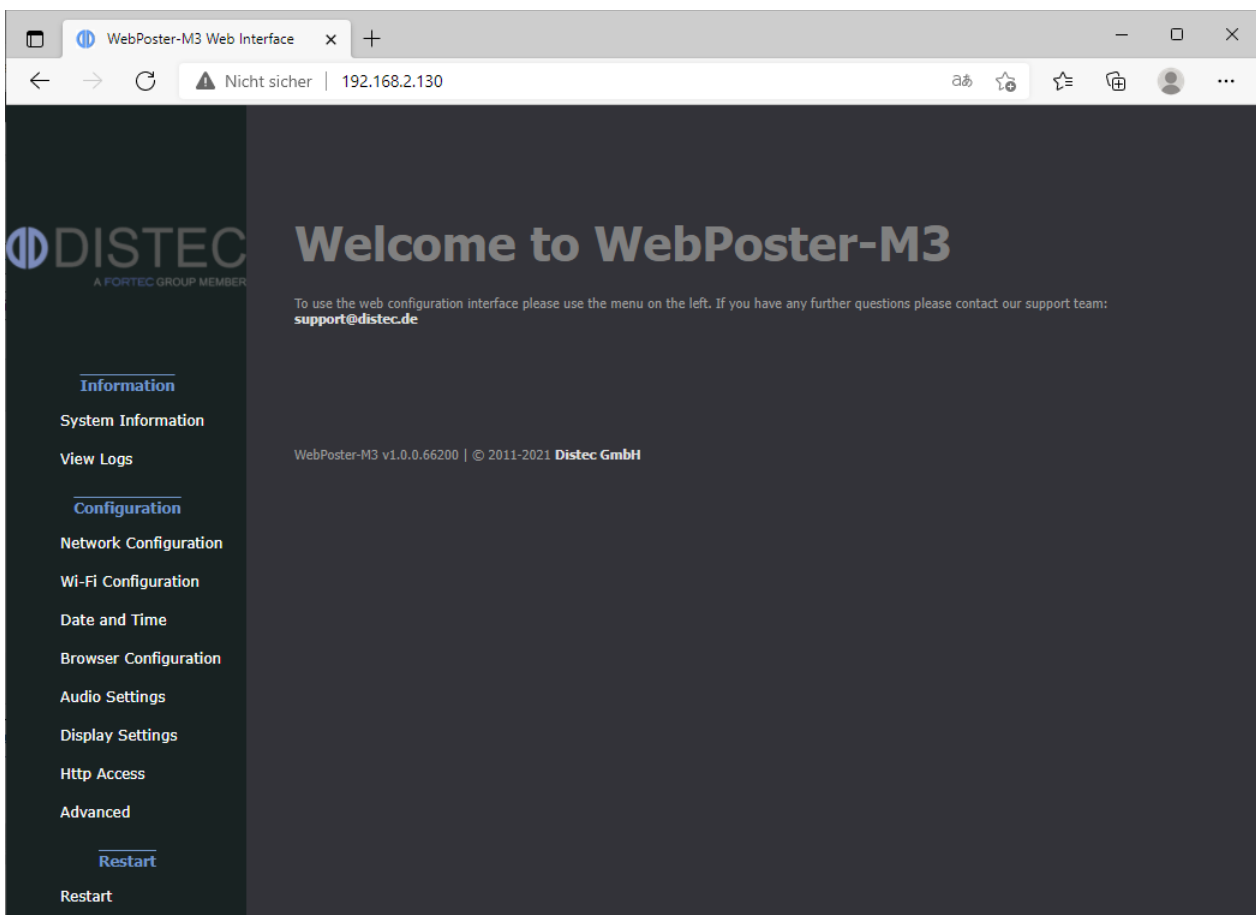 WebPoster-M3 Web Interface
Nicht sicher | 192.168.2.130
aあ
DISTEC
A FORTEC GROUP MEMBER
Welcome to WebPoster-M3
To use the web configuration interface please use the menu on the left. If you have any further questions please contact our support team:
support@distec.de
Information
System Information
View Logs
WebPoster-M3 v1.0.0.66200 | © 2011-2021 Distec GmbH
Configuration
Network Configuration
Wi-Fi Configuration
Date and Time
Browser Configuration
Audio Settings
Display Settings
Http Access
Advanced
Restart
Restart